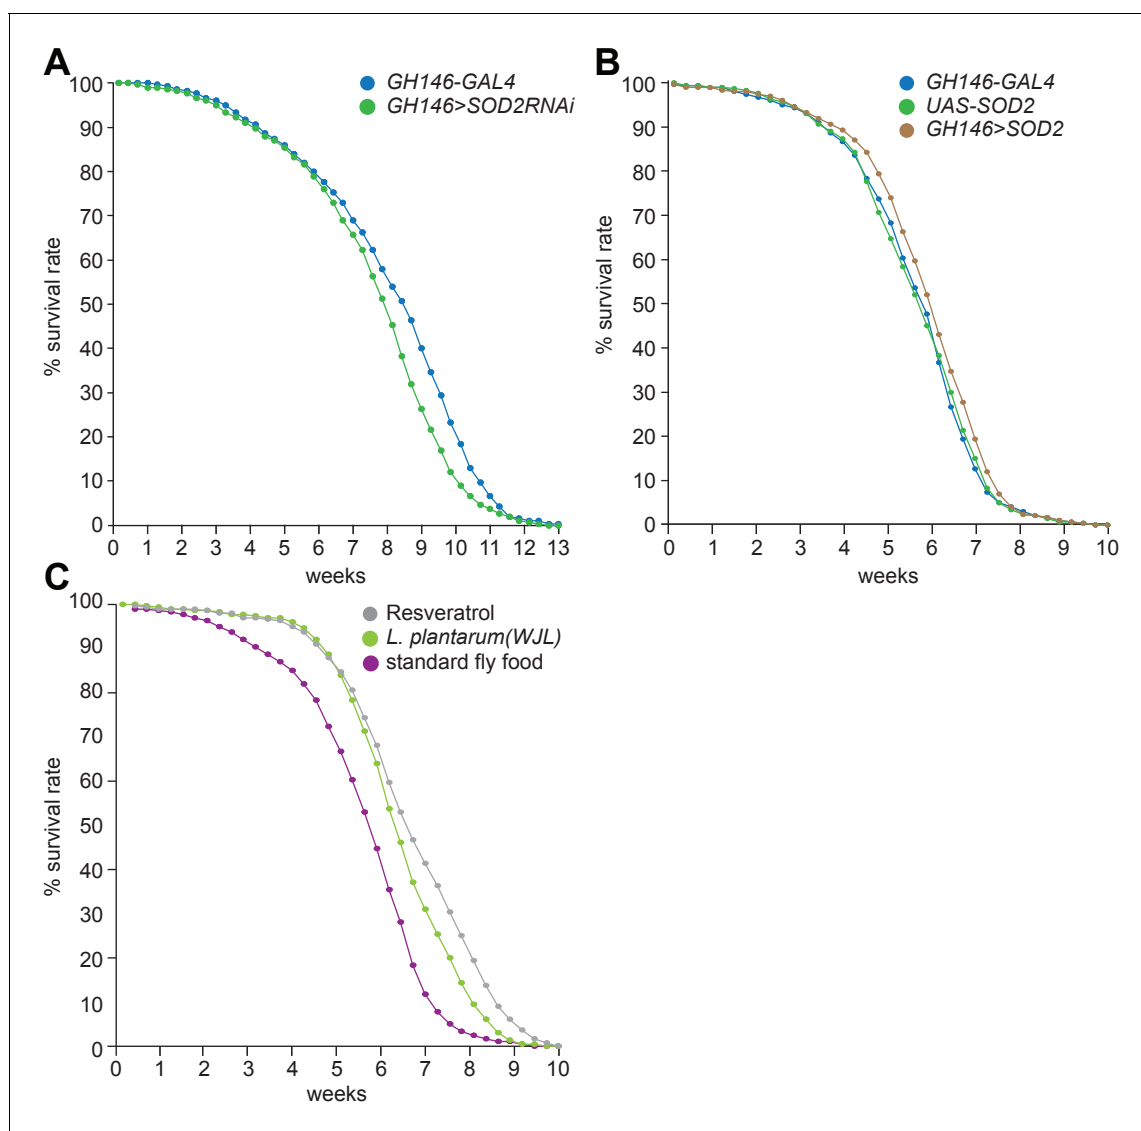 A
GH146-GAL4
GH146>SOD2RNAi
100
90
80
70
60
50
40
30
20
10
0
% survival rate
0 1 2 3 4 5 6 7 8 9 10 11 12 13
weeks
B
GH146-GAL4
UAS-SOD2
GH146>SOD2
100
90
80
70
60
50
40
30
20
10
0
% survival rate
0 1 2 3 4 5 6 7 8 9 10
weeks
C
Resveratrol
L. plantarum(WJL)
standard fly food
100
90
80
70
60
50
40
30
20
10
0
% survival rate
0 1 2 3 4 5 6 7 8 9 10
weeks